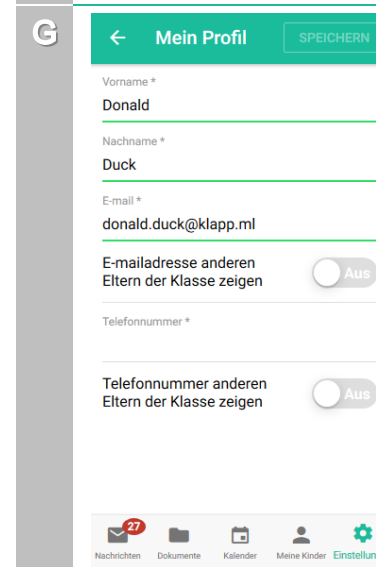 G
Mein Profil
SPEICHERN
Vorname *
Donald
Nachname *
Duck
E-mail *
donald.duck@klapp.ml
E-mailadresse anderen
Eltern der Klasse zeigen
Aus
Telefonnummer *
Telefonnummer anderen
Eltern der Klasse zeigen
Aus
27
Nachrichten Dokumente Kalender Meine Kinder Einstellun